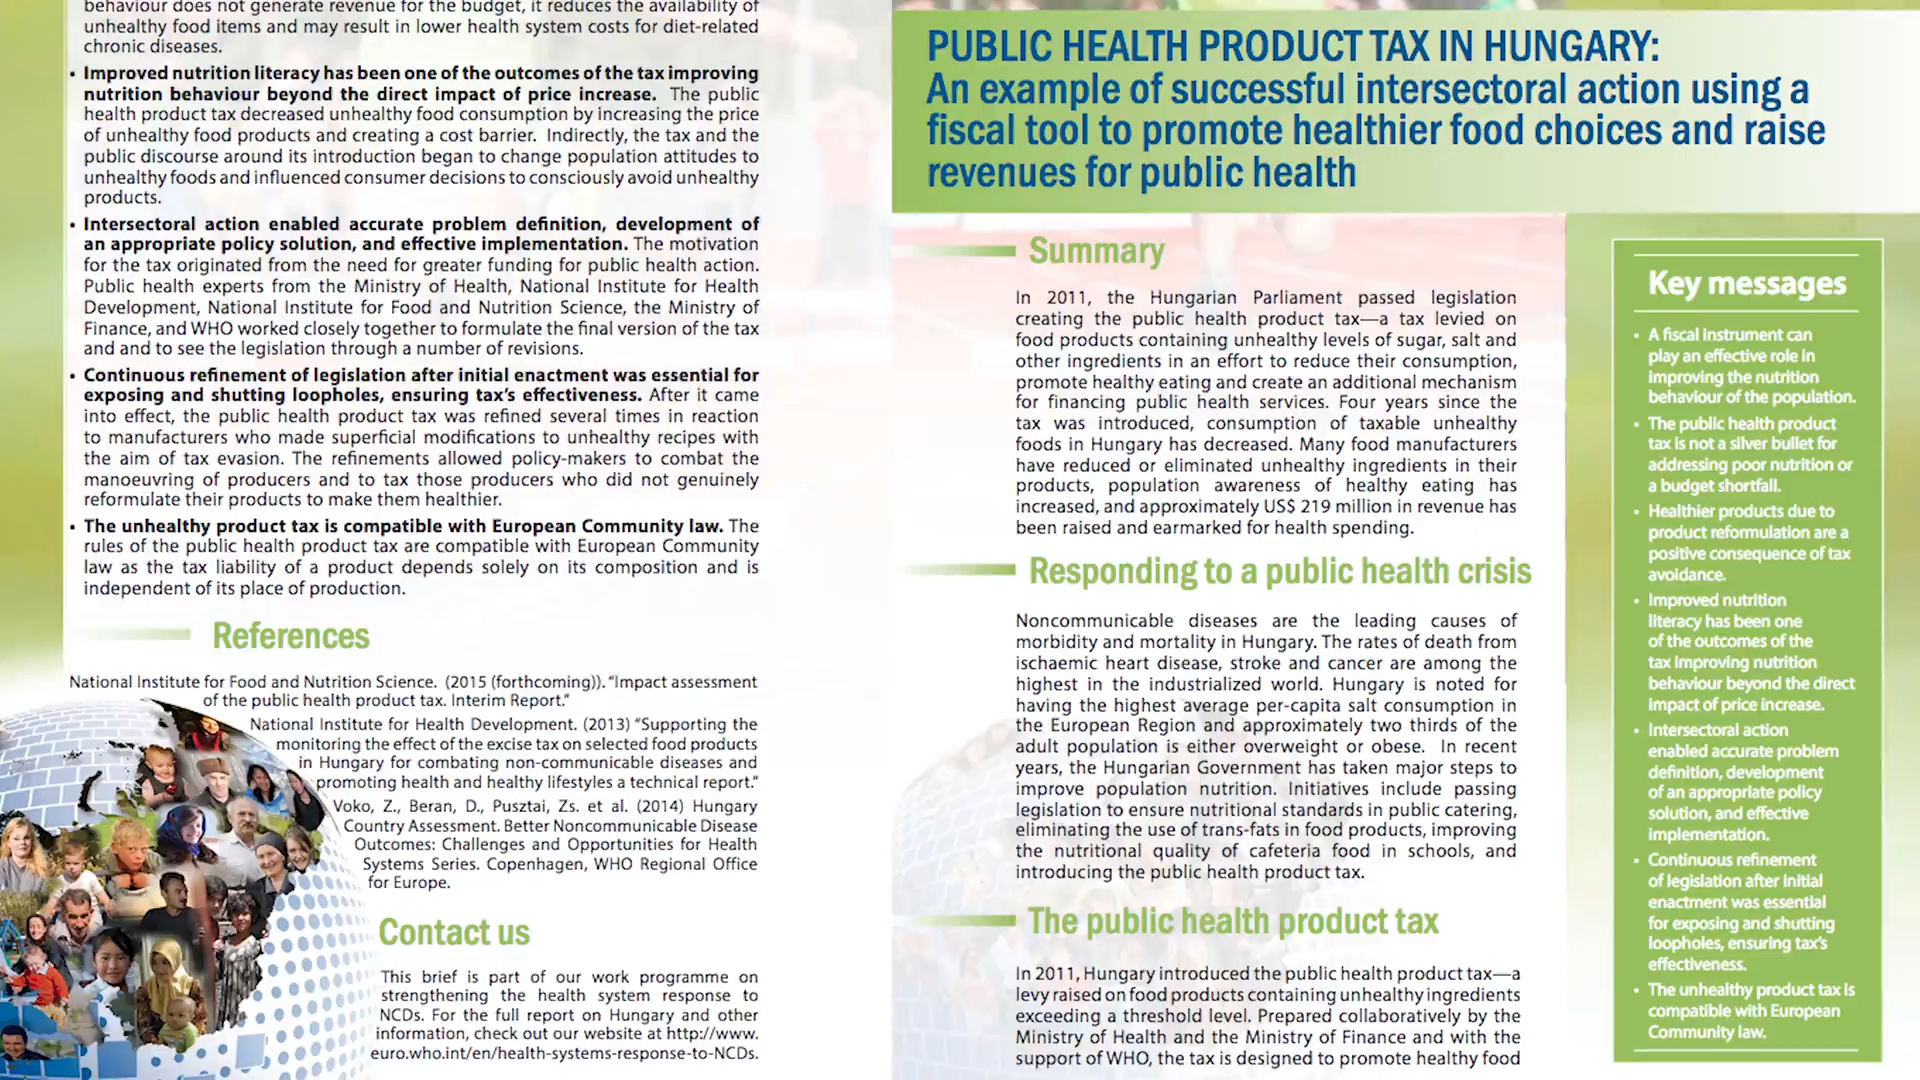 behaviour does not generate revenue for the budget, it reduces the availability of
unhealthy food items and may result in lower health system costs for diet-related
chronic diseases.
• Improved nutrition literacy has been one of the outcomes of the tax improving
nutrition behaviour beyond the direct impact of price increase. The public
health product tax decreased unhealthy food consumption by increasing the price
of unhealthy food products and creating a cost barrier. Indirectly, the tax and the
public discourse around its introduction began to change population attitudes to
unhealthy foods and influenced consumer decisions to consciously avoid unhealthy
products.
• Intersectoral action enabled accurate problem definition, development of
an appropriate policy solution, and effective implementation. The motivation
for the tax originated from the need for greater funding for public health action.
Public health experts from the Ministry of Health, National Institute for Health
Development, National Institute for Food and Nutrition Science, the Ministry of
Finance, and WHO worked closely together to formulate the final version of the tax
and and to see the legislation through a number of revisions.
• Continuous refinement of legislation after initial enactment was essential for
exposing and shutting loopholes, ensuring tax's effectiveness. After it came
into effect, the public health product tax was refined several times in reaction
to manufacturers who made superficial modifications to unhealthy recipes with
the aim of tax evasion. The refinements allowed policy-makers to combat the
manoeuvring of producers and to tax those producers who did not genuinely
reformulate their products to make them healthier.
• The unhealthy product tax is compatible with European Community law. The
rules of the public health product tax are compatible with European Community
law as the tax liability of a product depends solely on its composition and is
independent of its place of production.
References
National Institute for Food and Nutrition Science. (2015 (forthcoming)). "Impact assessment
of the public health product tax. Interim Report."
National Institute for Health Development. (2013) "Supporting the
monitoring the effect of the excise tax on selected food products
in Hungary for combating non-communicable diseases and
promoting health and healthy lifestyles a technical report."
Voko, Z., Beran, D., Pusztai, Zs. et al. (2014) Hungary
Country Assessment. Better Noncommunicable Disease
Outcomes: Challenges and Opportunities for Health
Systems Series. Copenhagen, WHO Regional Office
for Europe.
Contact us
This brief is part of our work programme on
strengthening the health system response to
NCDs. For the full report on Hungary and other
information, check out our website at http://www.
euro.who.int/en/health-systems-response-to-NCDs.
PUBLIC HEALTH PRODUCT TAX IN HUNGARY:
An example of successful intersectoral action using a
fiscal tool to promote healthier food choices and raise
revenues for public health
Summary
In 2011, the Hungarian Parliament passed legislation
creating the public health product tax—a tax levied on
food products containing unhealthy levels of sugar, salt and
other ingredients in an effort to reduce their consumption,
promote healthy eating and create an additional mechanism
for financing public health services. Four years since the
tax was introduced, consumption of taxable unhealthy
foods in Hungary has decreased. Many food manufacturers
have reduced or eliminated unhealthy ingredients in their
products, population awareness of healthy eating has
increased, and approximately US$ 219 million in revenue has
been raised and earmarked for health spending.
Responding to a public health crisis
Noncommunicable diseases are the leading causes of
morbidity and mortality in Hungary. The rates of death from
ischaemic heart disease, stroke and cancer are among the
highest in the industrialized world. Hungary is noted for
having the highest average per-capita salt consumption in
the European Region and approximately two thirds of the
adult population is either overweight or obese. In recent
years, the Hungarian Government has taken major steps to
improve population nutrition. Initiatives include passing
legislation to ensure nutritional standards in public catering,
eliminating the use of trans-fats in food products, improving
the nutritional quality of cafeteria food in schools, and
introducing the public health product tax.
The public health product tax
In 2011, Hungary introduced the public health product tax—a
levy raised on food products containing unhealthy ingredients
exceeding a threshold level. Prepared collaboratively by the
Ministry of Health and the Ministry of Finance and with the
support of WHO, the tax is designed to promote healthy food
Key messages
• A fiscal instrument can
play an effective role in
improving the nutrition
behaviour of the population.
• The public health product
tax is not a silver bullet for
addressing poor nutrition or
a budget shortfall.
• Healthier products due to
product reformulation are a
positive consequence of tax
avoidance.
• Improved nutrition
literacy has been one
of the outcomes of the
tax improving nutrition
behaviour beyond the direct
impact of price increase.
• Intersectoral action
enabled accurate problem
definition, development
of an appropriate policy
solution, and effective
implementation.
• Continuous refinement
of legislation after initial
enactment was essential
for exposing and shutting
loopholes, ensuring tax's
effectiveness.
• The unhealthy product tax is
compatible with European
Community law.